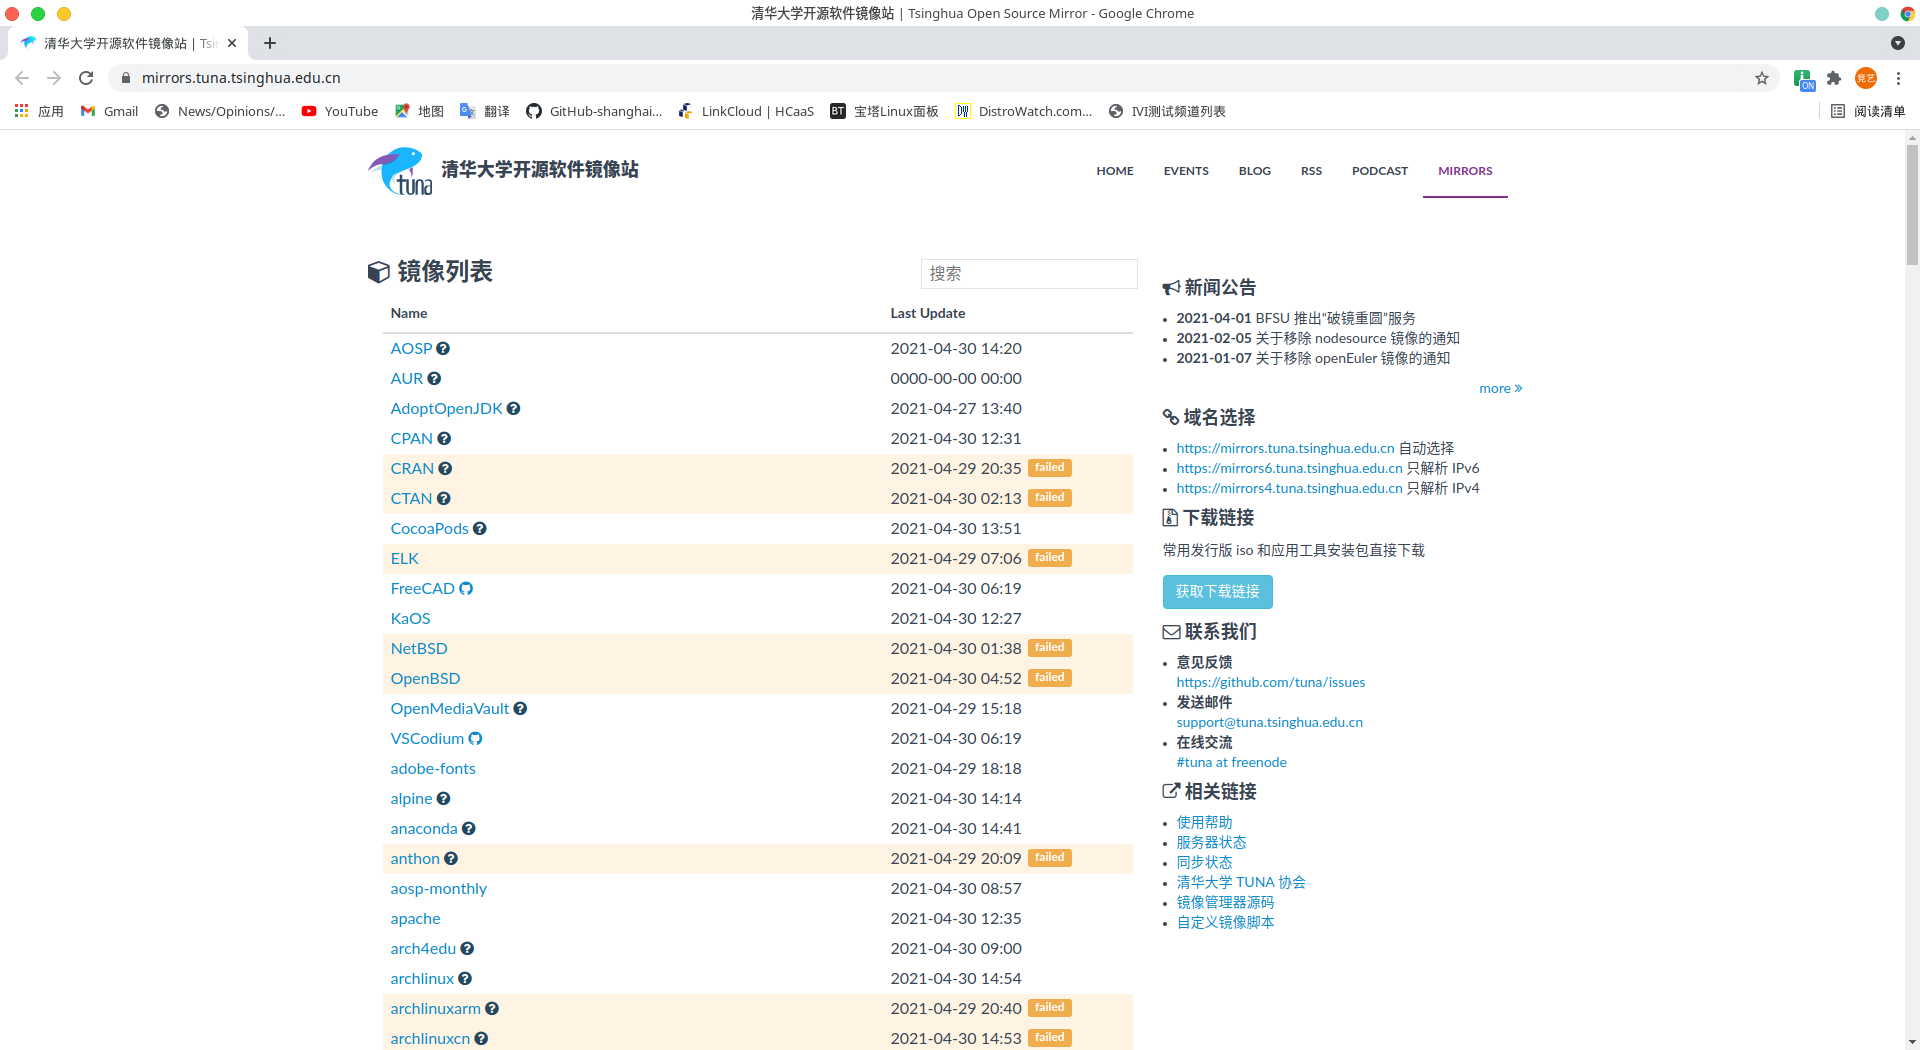 清华大学开源软件镜像站 | Tsinghua Open Source Mirror - Google Chrome
清华大学开源软件镜像站 | Tsi
mirrors.tuna.tsinghua.edu.cn
ON
竞艺
应用 Gmail News/Opinions/... YouTube 地图 翻译 GitHub-shanghai... LinkCloud | HCaaS BT 宝塔Linux面板 DW DistroWatch.com... IVI测试频道列表 阅读清单
tuna 清华大学开源软件镜像站
HOME EVENTS BLOG RSS PODCAST MIRRORS
镜像列表
搜索
Name Last Update
AOSP 2021-04-30 14:20
AUR 0000-00-00 00:00
AdoptOpenJDK 2021-04-27 13:40
CPAN 2021-04-30 12:31
CRAN 2021-04-29 20:35 failed
CTAN 2021-04-30 02:13 failed
CocoaPods 2021-04-30 13:51
ELK 2021-04-29 07:06 failed
FreeCAD 2021-04-30 06:19
KaOS 2021-04-30 12:27
NetBSD 2021-04-30 01:38 failed
OpenBSD 2021-04-30 04:52 failed
OpenMediaVault 2021-04-29 15:18
VSCodium 2021-04-30 06:19
adobe-fonts 2021-04-29 18:18
alpine 2021-04-30 14:14
anaconda 2021-04-30 14:41
anthon 2021-04-29 20:09 failed
aosp-monthly 2021-04-30 08:57
apache 2021-04-30 12:35
arch4edu 2021-04-30 09:00
archlinux 2021-04-30 14:54
archlinuxarm 2021-04-29 20:40 failed
archlinuxcn 2021-04-30 14:53 failed
新闻公告
2021-04-01 BFSU 推出“破镜重圆”服务
2021-02-05 关于移除 nodesource 镜像的通知
2021-01-07 关于移除 openEuler 镜像的通知
more »
域名选择
https://mirrors.tuna.tsinghua.edu.cn 自动选择
https://mirrors6.tuna.tsinghua.edu.cn 只解析 IPv6
https://mirrors4.tuna.tsinghua.edu.cn 只解析 IPv4
下载链接
常用发行版 iso 和应用工具安装包直接下载
获取下载链接
联系我们
意见反馈
https://github.com/tuna/issues
发送邮件
support@tuna.tsinghua.edu.cn
在线交流
#tuna at freenode
相关链接
使用帮助
服务器状态
同步状态
清华大学 TUNA 协会
镜像管理器源码
自定义镜像脚本